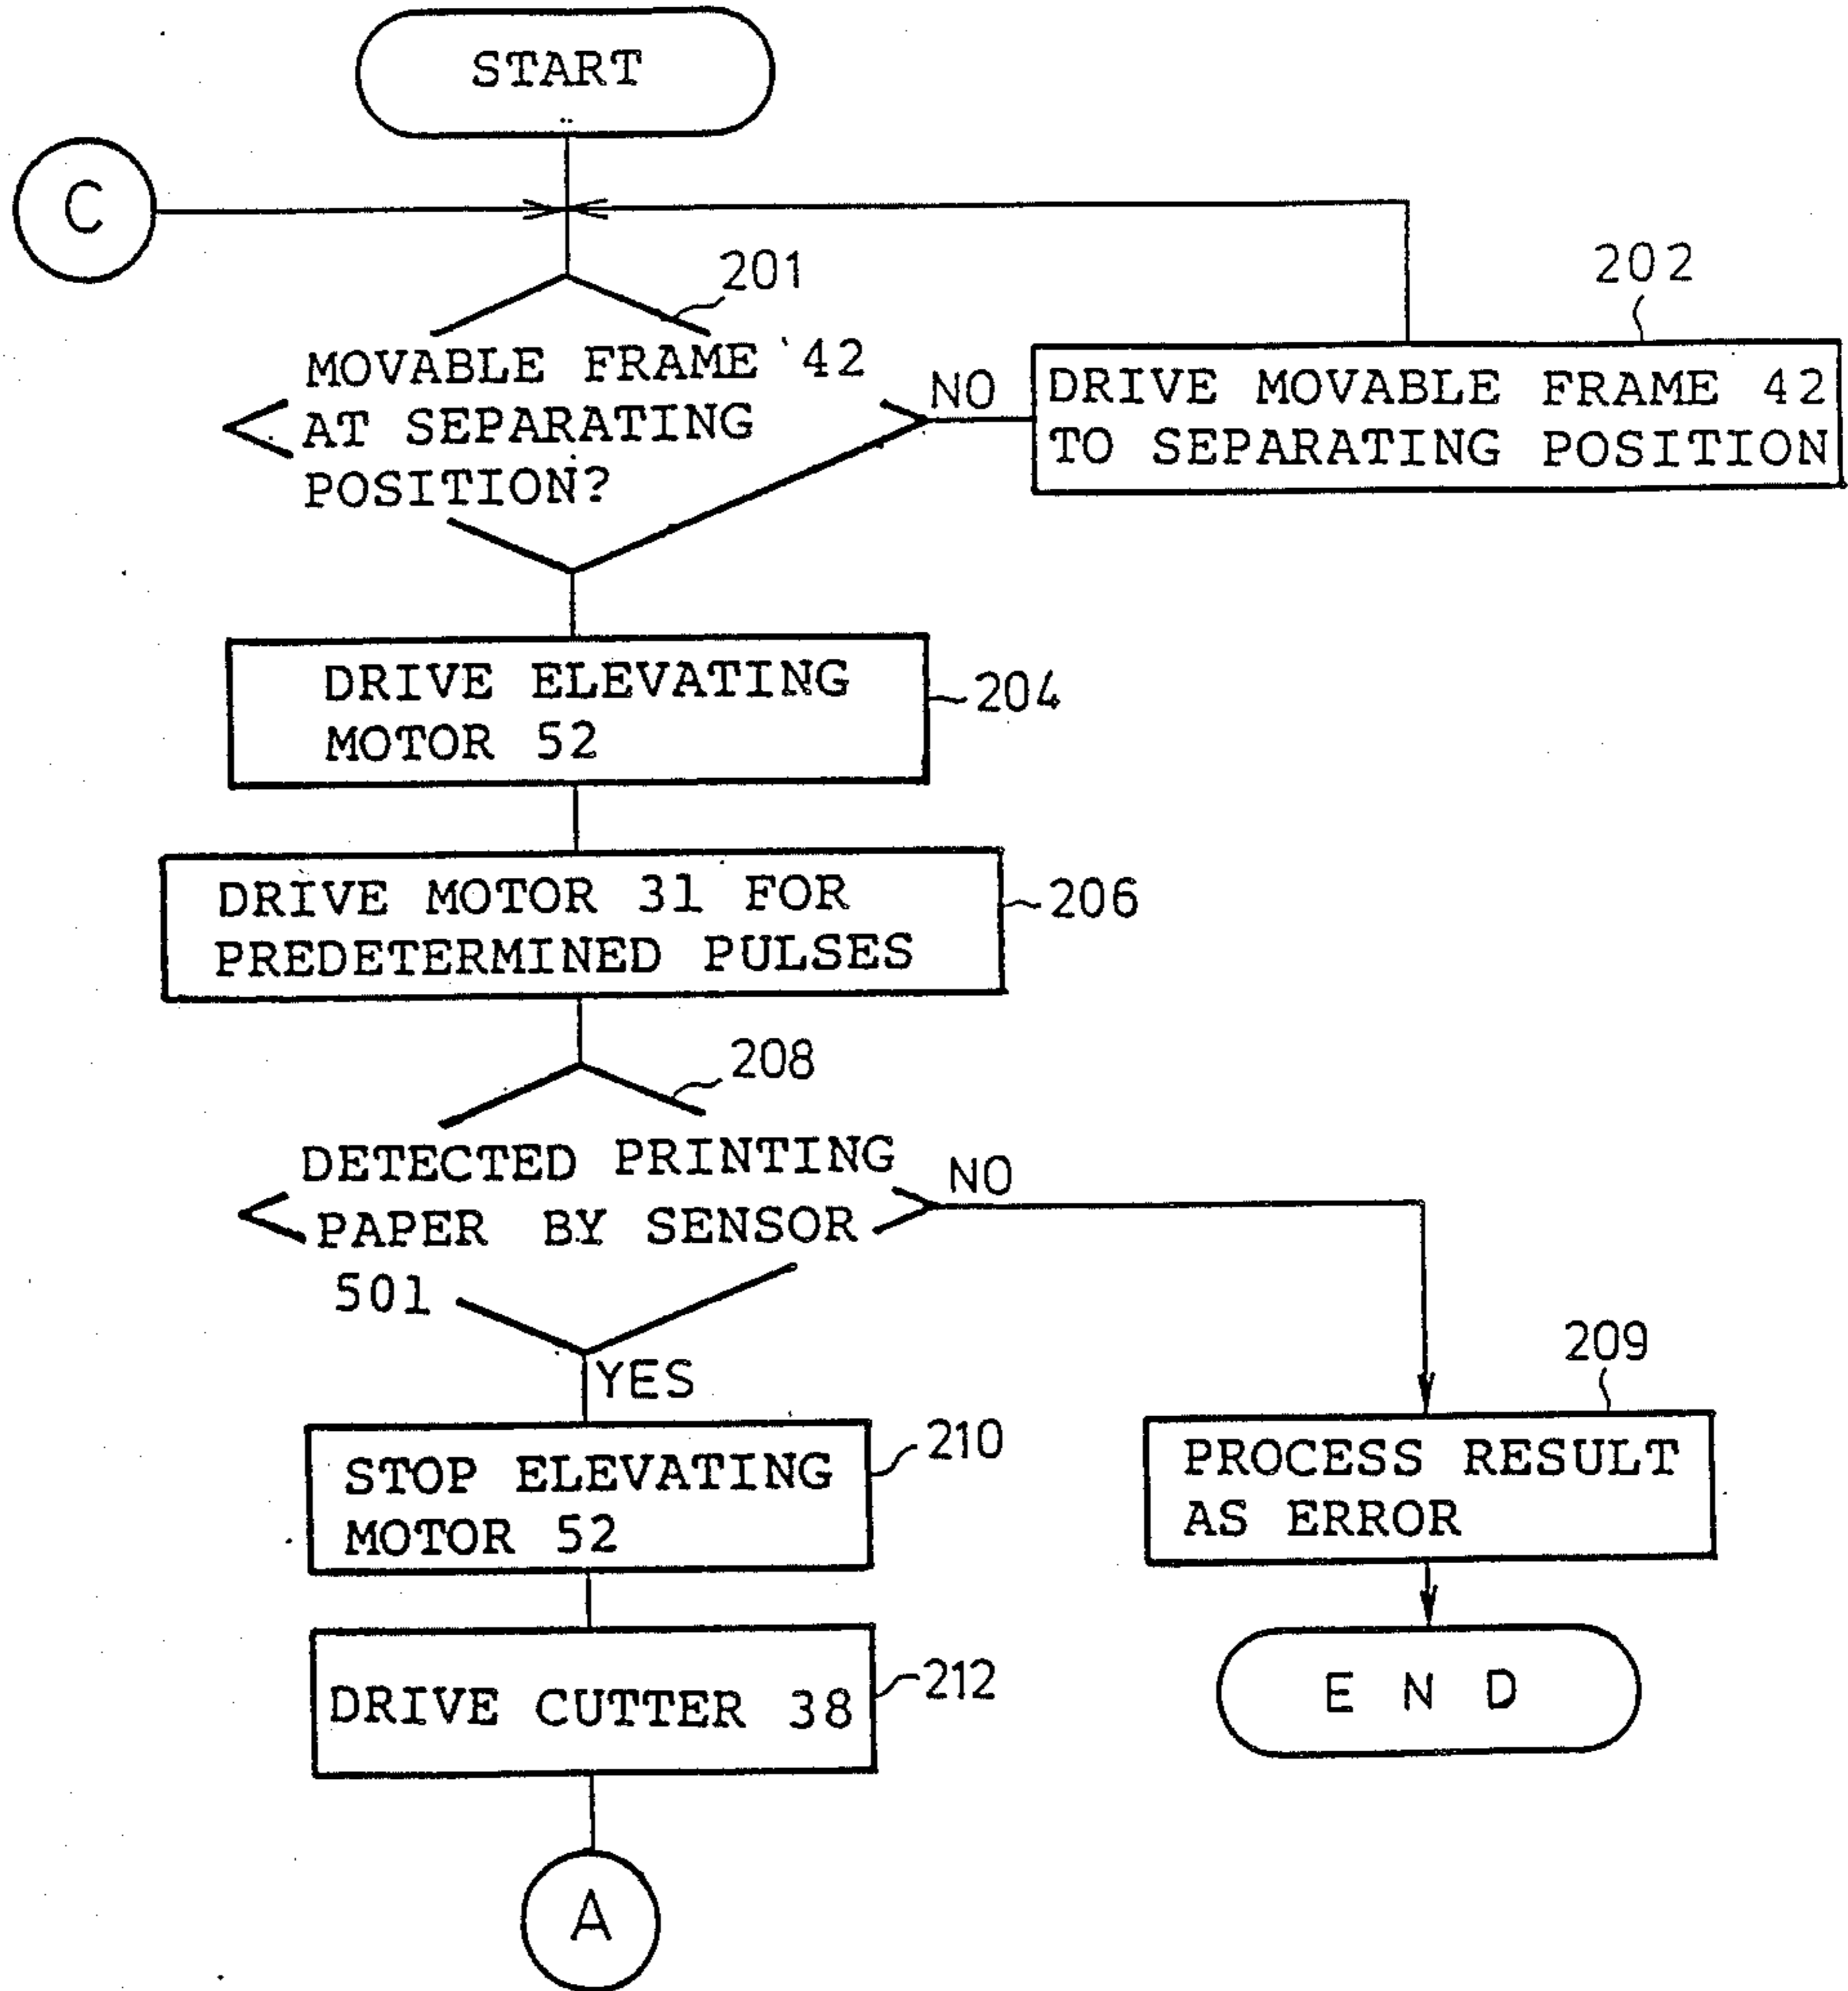 START
C
201
202
MOVABLE FRAME 42
AT SEPARATING
POSITION?
NO
DRIVE MOVABLE FRAME 42
TO SEPARATING POSITION
DRIVE ELEVATING
MOTOR 52
204
DRIVE MOTOR 31 FOR
PREDETERMINED PULSES
206
208
DETECTED PRINTING
PAPER BY SENSOR
501
NO
YES
209
STOP ELEVATING
MOTOR 52
210
PROCESS RESULT
AS ERROR
DRIVE CUTTER 38
212
E N D
A